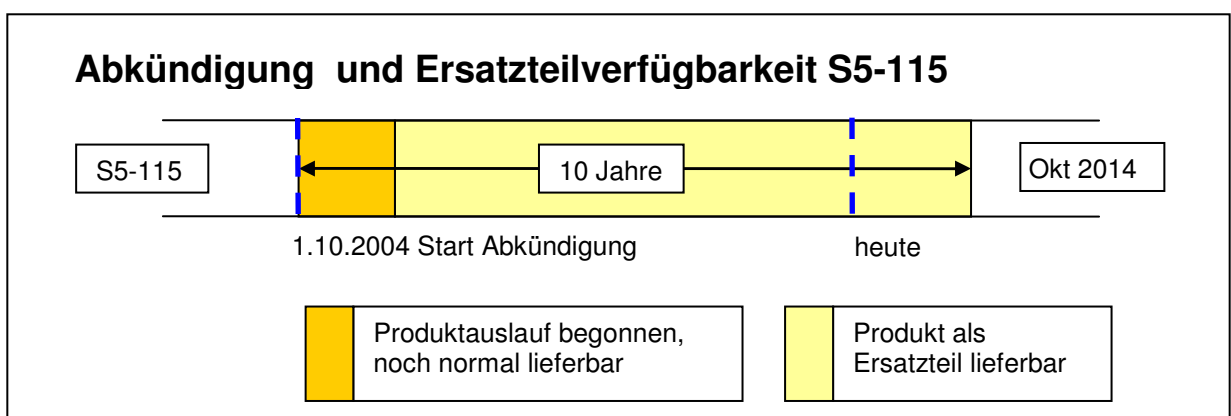 Abkündigung und Ersatzteilverfügbarkeit S5-115
S5-115
10 Jahre
Okt 2014
1.10.2004 Start Abkündigung
heute
Produktauslauf begonnen,
noch normal lieferbar
Produkt als
Ersatzteil lieferbar